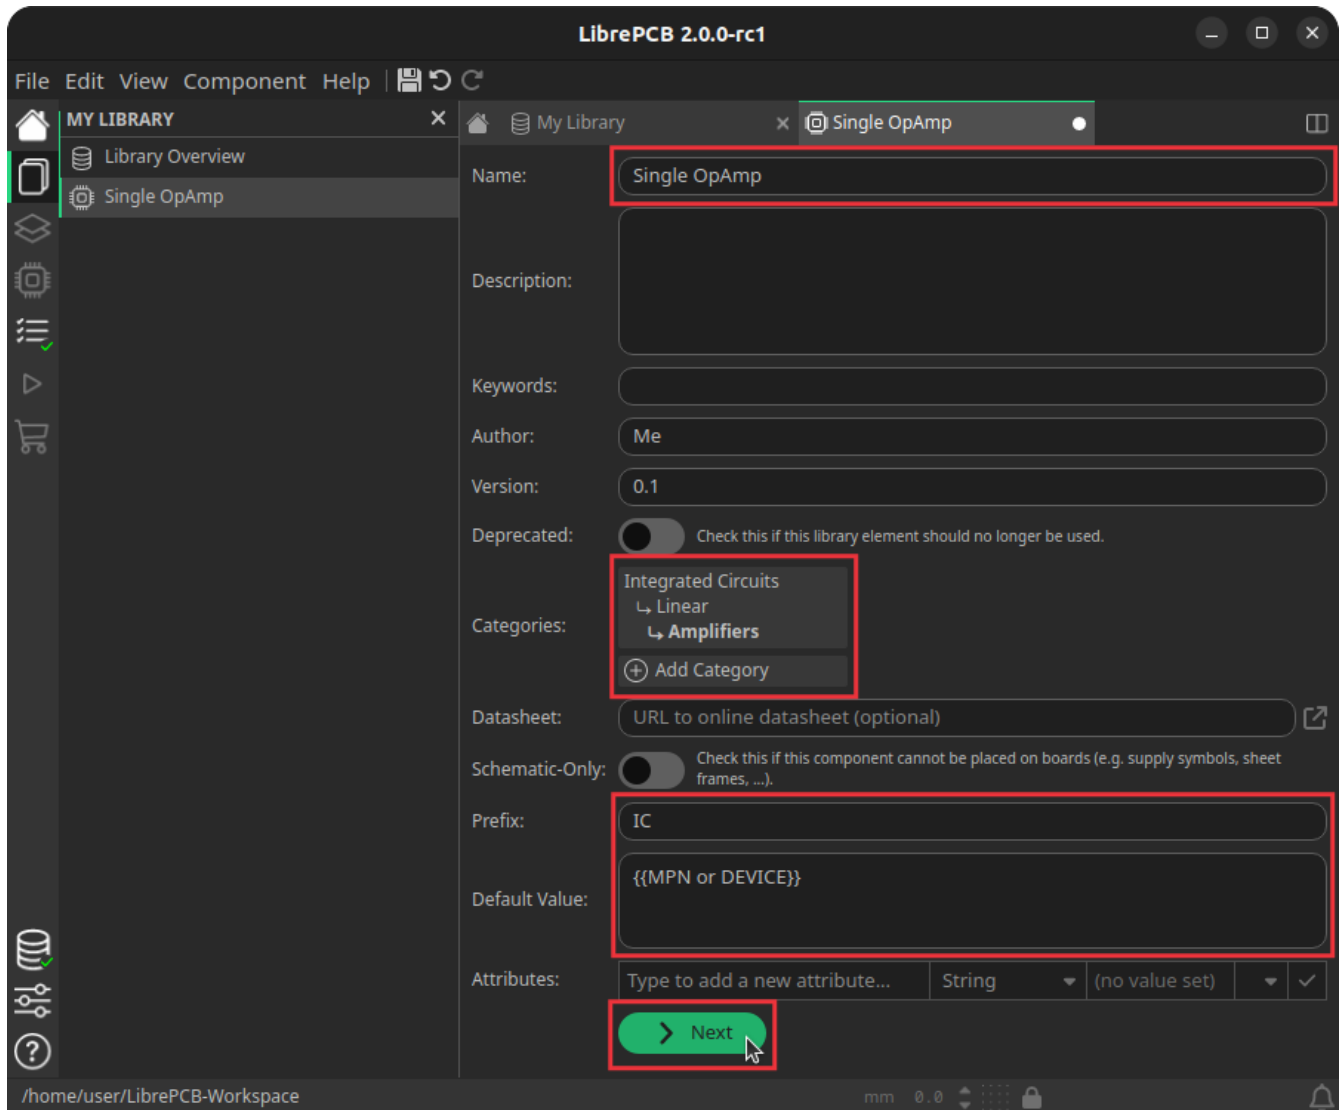 LibrePCB 2.0.0-rc1
File Edit View Component Help
MY LIBRARY
Library Overview
Single OpAmp
My Library
Single OpAmp
Name:
Single OpAmp
Description:
Keywords:
Author:
Me
Version:
0.1
Deprecated:
Check this if this library element should no longer be used.
Categories:
Integrated Circuits
↳ Linear
↳ Amplifiers
Add Category
Datasheet:
URL to online datasheet (optional)
Schematic-Only:
Check this if this component cannot be placed on boards (e.g. supply symbols, sheet
frames, ...).
Prefix:
IC
Default Value:
{{MPN or DEVICE}}
Attributes:
Type to add a new attribute...
String
(no value set)
Next
/home/user/LibrePCB-Workspace
mm 0.0